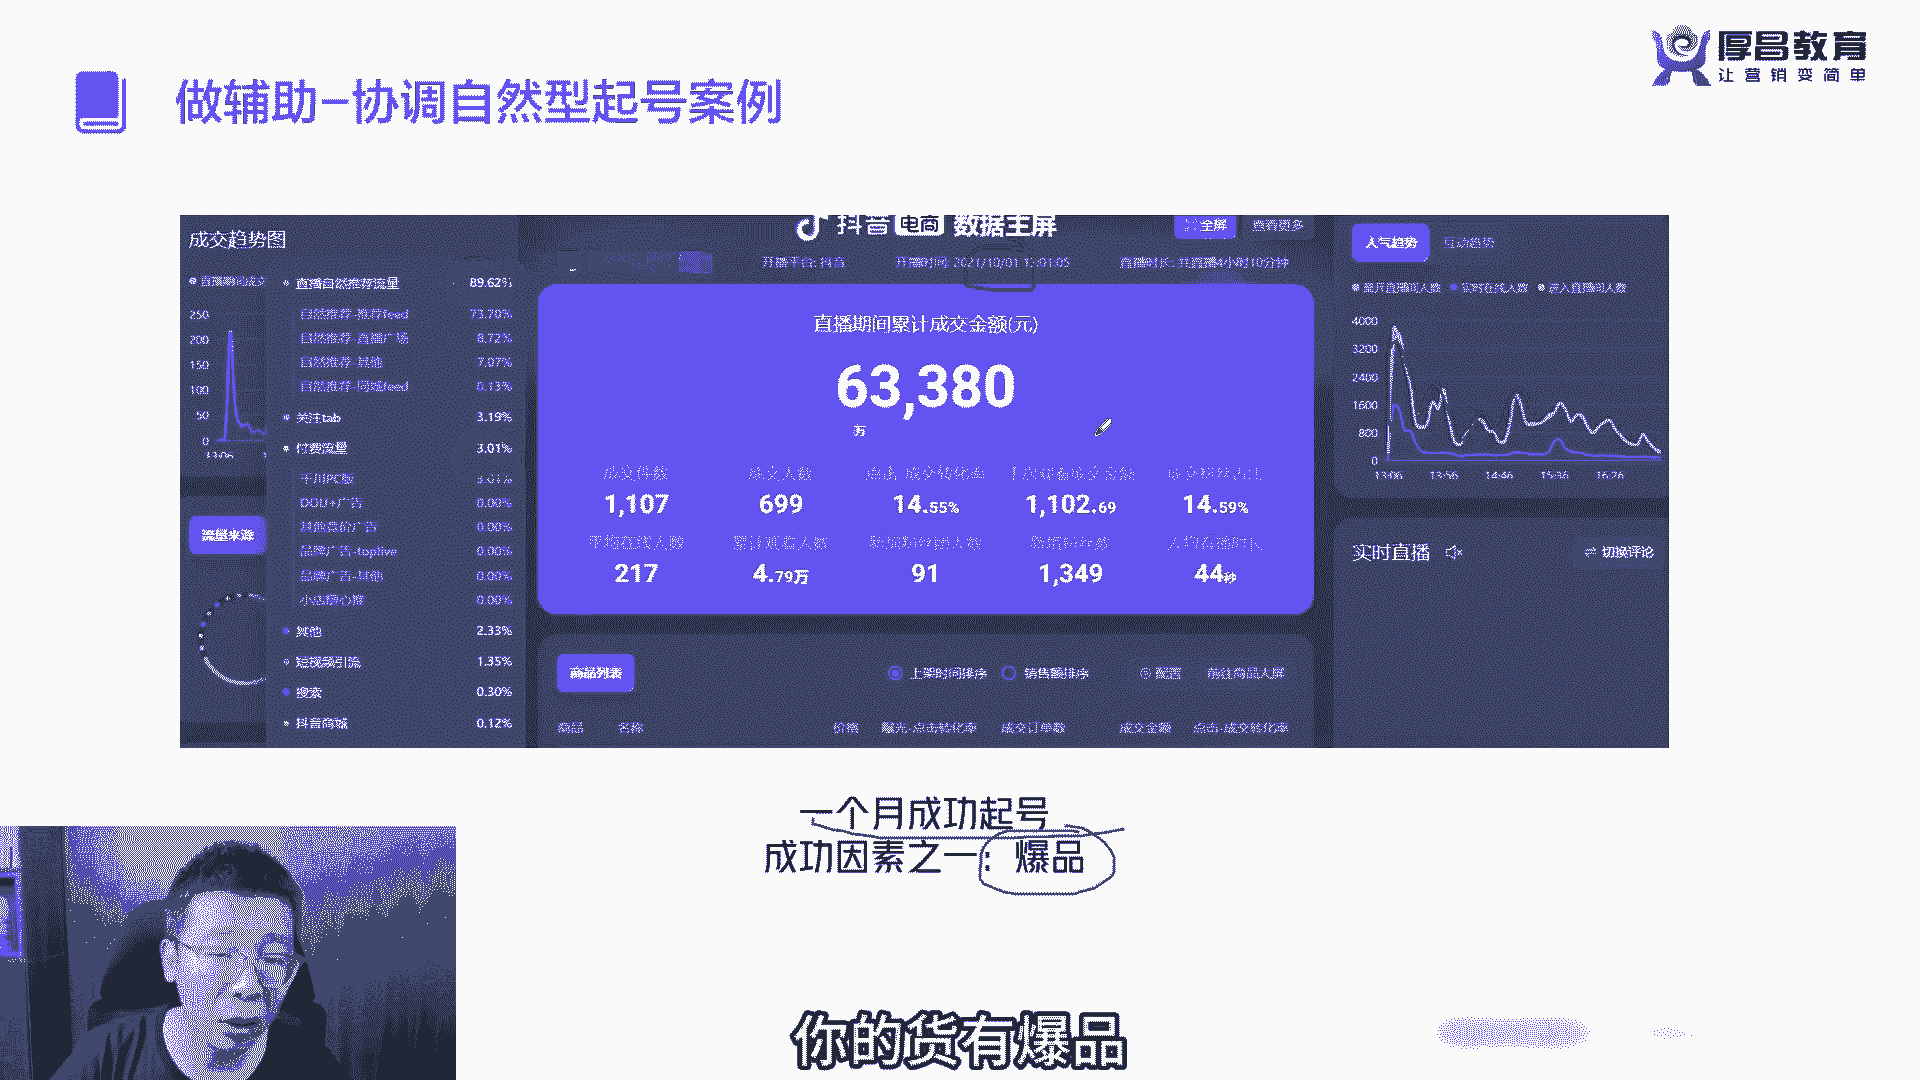 做辅助-协调自然型起号案例
厚昌教育
让营销变简单
成交趋势图
直播期间成交
250
200
150
100
50
0
13:06
流量来源
直播自然推荐流量 89.62%
自然推荐-推荐feed 73.70%
自然推荐-直播广场 8.72%
自然推荐-其他 7.07%
自然推荐-同城feed 0.13%
关注tab 3.19%
付费流量 3.01%
千川PC版 3.01%
DOU+广告 0.00%
其他竞价广告 0.00%
品牌广告-toplive 0.00%
品牌广告-其他 0.00%
小店随心推 0.00%
其他 2.33%
短视频引流 1.35%
搜索 0.30%
抖音商城 0.12%
抖音电商 数据主屏
全屏 查看更多
开播平台: 抖音 开播时间: 2021/10/01 13:01:05 直播时长: 共直播4小时10分钟
直播期间累计成交金额(元)
63,380
万
成交件数 成交人数 点击-成交转化率 千次观看成交金额 成交粉丝占比
1,107 699 14.55% 1,102.69 14.59%
平均在线人数 累计观看人数 新加粉丝团人数 新增粉丝数 人均看播时长
217 4.79万 91 1,349 44秒
商品列表 上架时间排序 销售额排序 配置 前往商品大屏
商品 名称 价格 曝光-点击转化率 成交订单数 成交金额 点击-成交转化率
人气趋势 互动趋势
离开直播间人数 实时在线人数 进入直播间人数
4000
3200
2400
1600
800
0
13:06 13:56 14:46 15:36 16:26
实时直播 切换评论
一个月成功起号
成功因素之一: 爆品
你的货有爆品